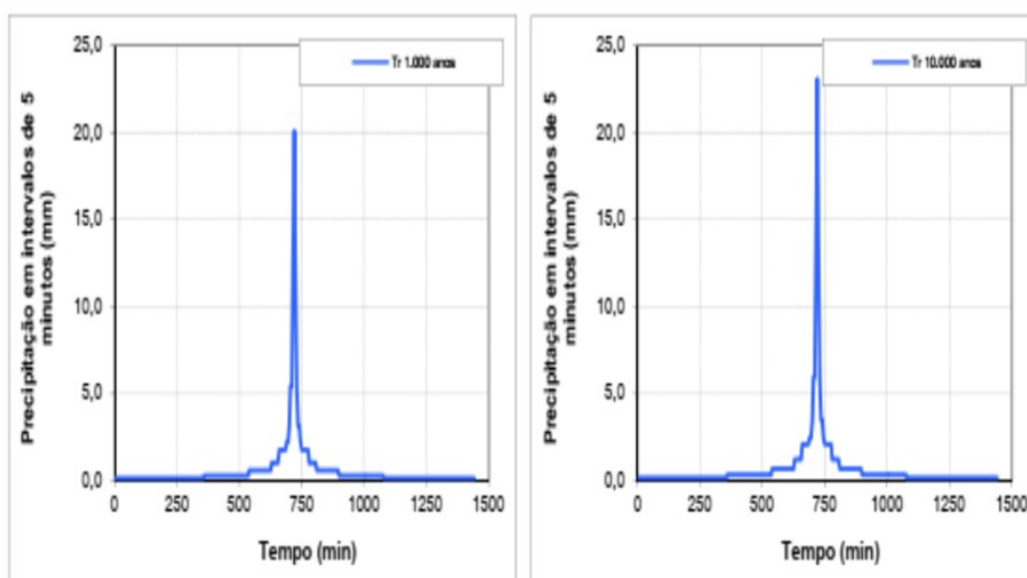 Precipitação em intervalos de 5
minutos (mm)
25,0
20,0
15,0
10,0
5,0
0,0
Tr 1.000 anos
0 250 500 750 1000 1250 1500
Tempo (min)
Precipitação em intervalos de 5
minutos (mm)
25,0
20,0
15,0
10,0
5,0
0,0
Tr 10.000 anos
0 250 500 750 1000 1250 1500
Tempo (min)